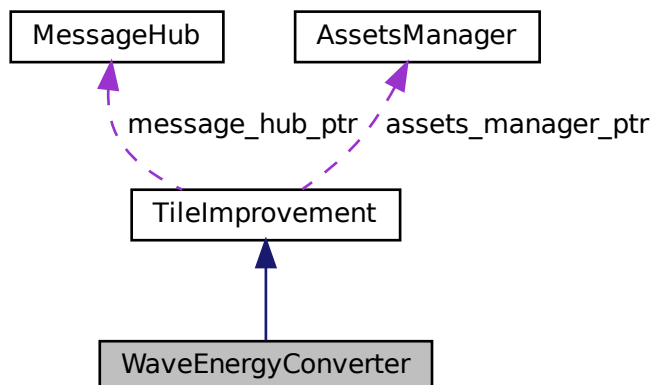 MessageHub
AssetsManager
message_hub_ptr
assets_manager_ptr
TileImprovement
WaveEnergyConverter